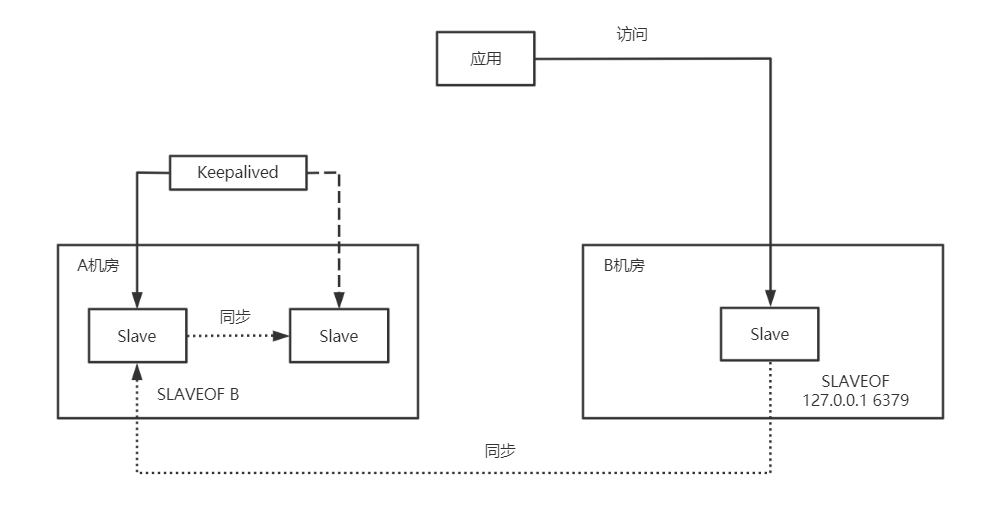 访问
应用
Keepalived
A机房
B机房
Slave
同步
Slave
Slave
SLAVEOF B
SLAVEOF
127.0.0.1 6379
同步